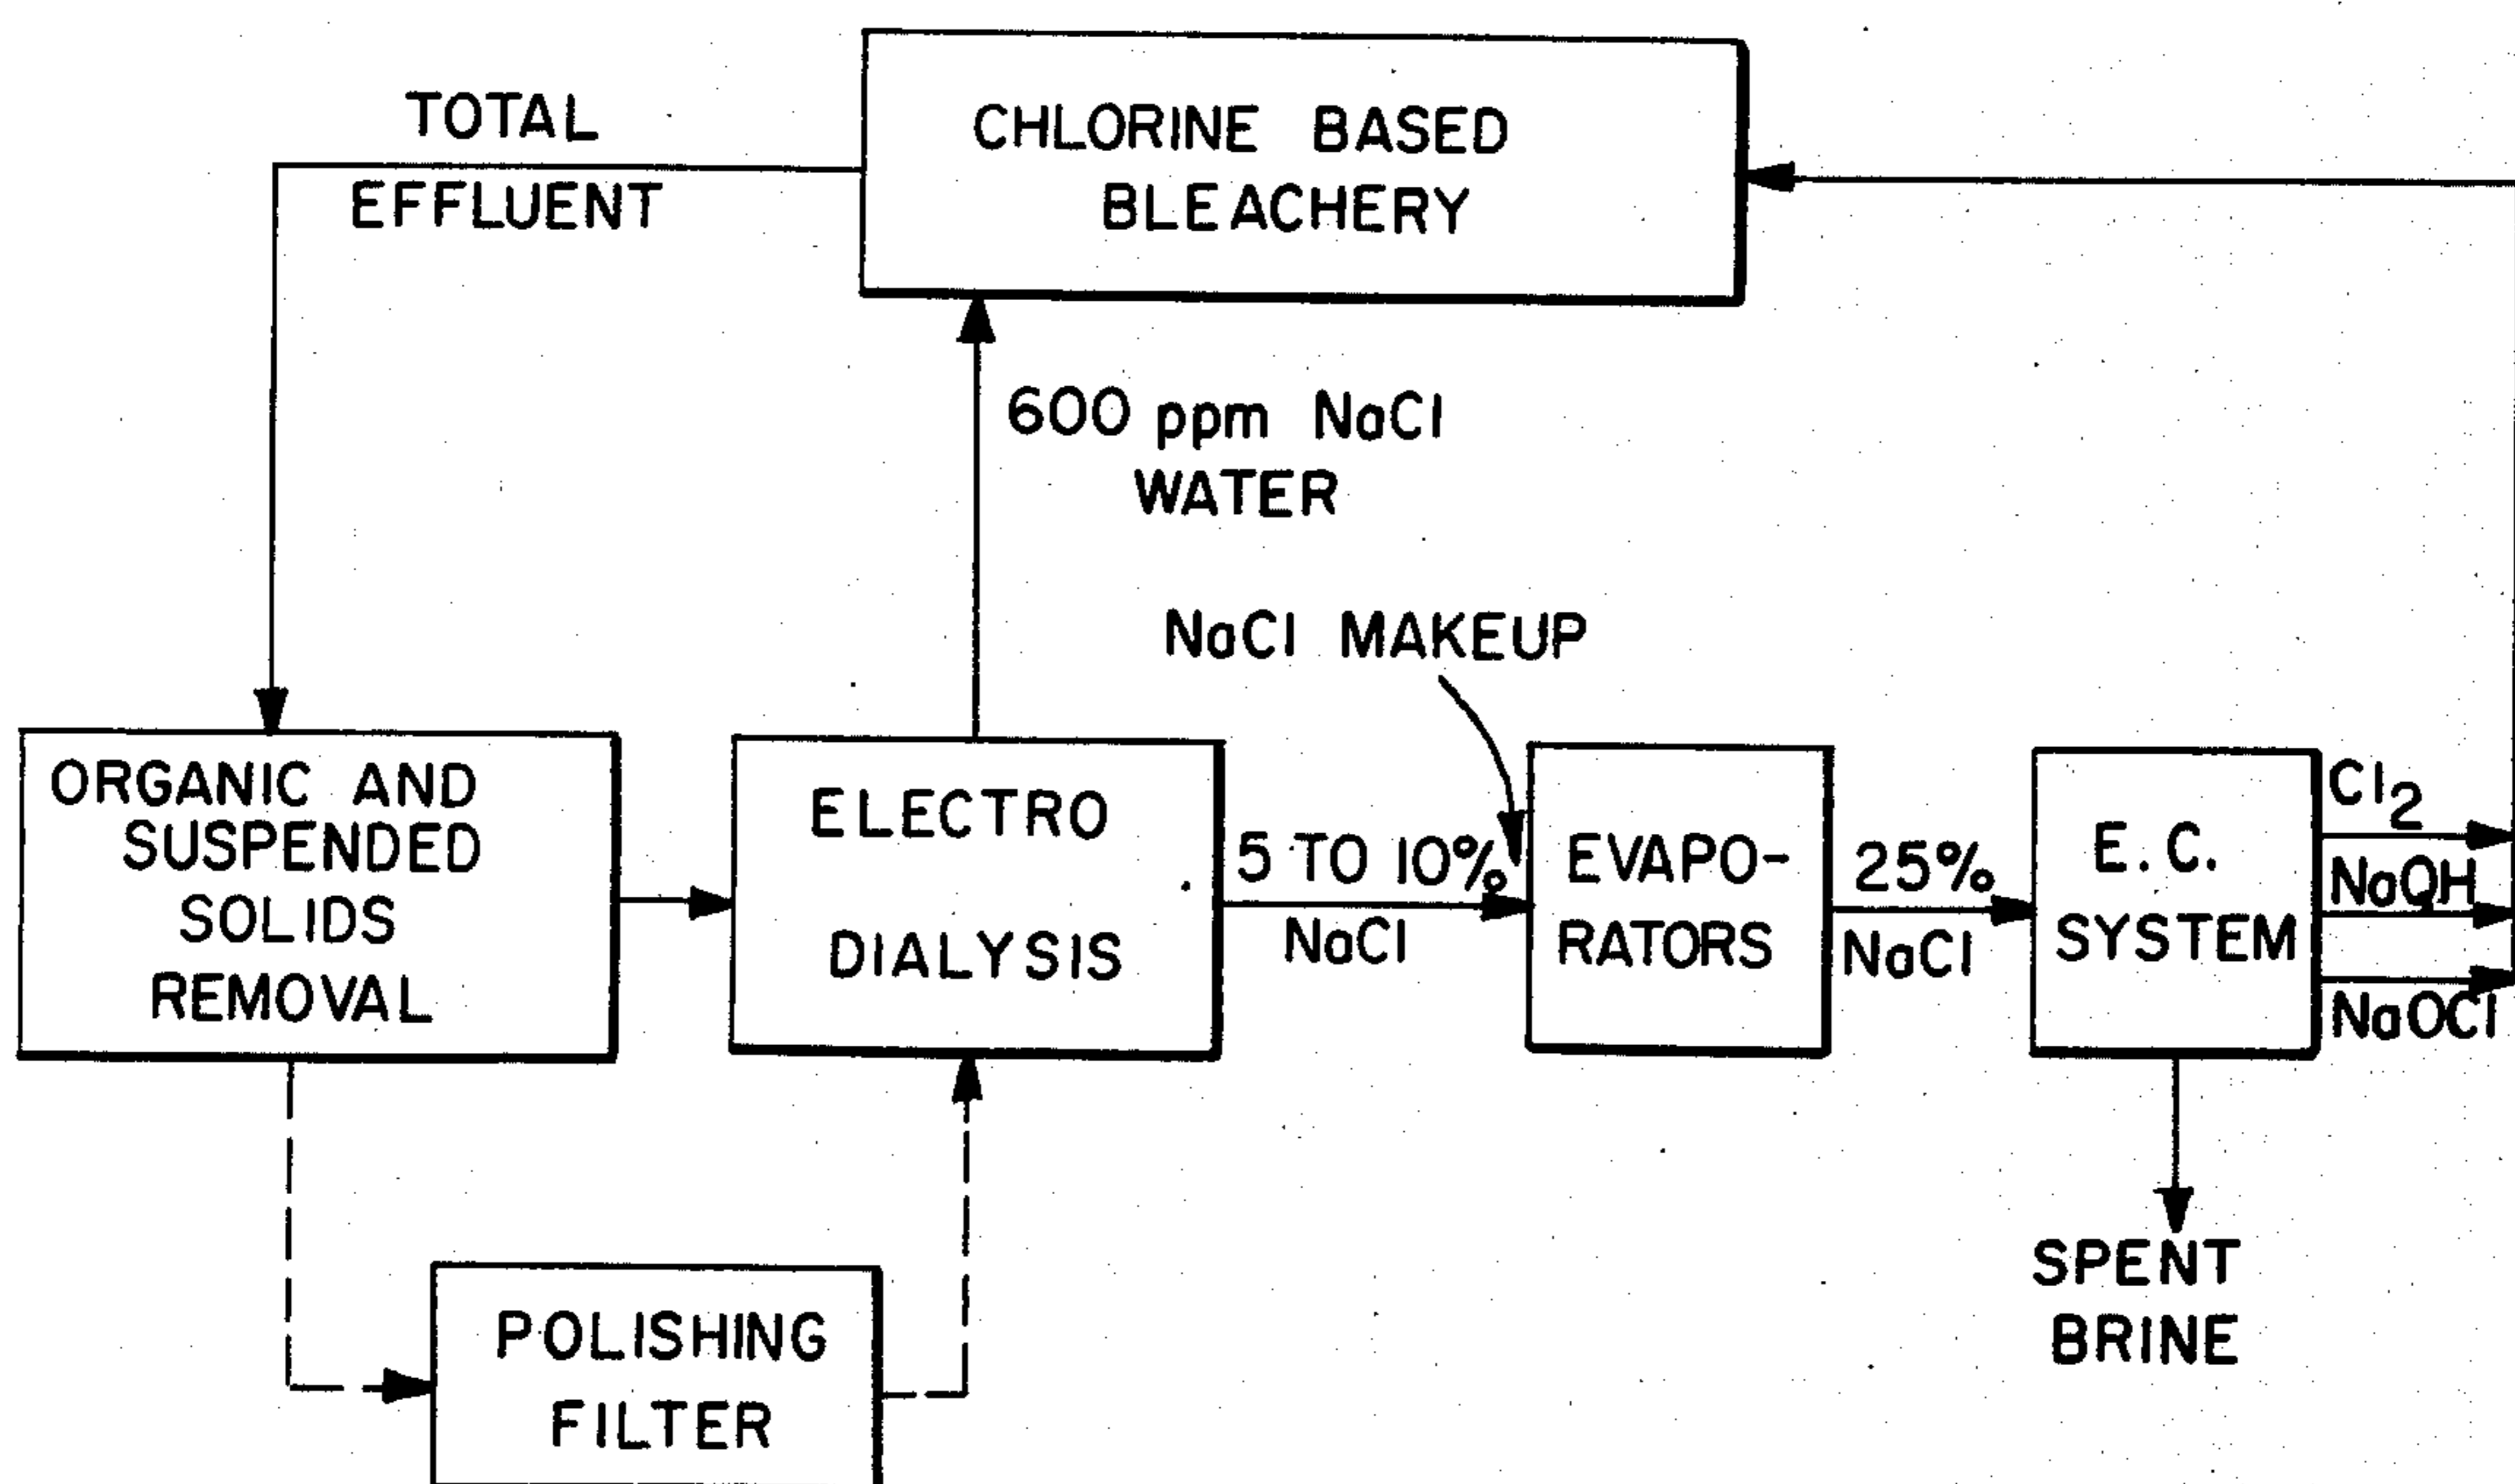 CHLORINE BASED
BLEACHERY
TOTAL
EFFLUENT
600 ppm NaCl
WATER
NaCl MAKEUP
ORGANIC AND
SUSPENDED
SOLIDS
REMOVAL
ELECTRO
DIALYSIS
5 TO 10%
NaCl
EVAPO-
RATORS
25%
NaCl
E.C.
SYSTEM
Cl2
NaOH
NaOCl
SPENT
BRINE
POLISHING
FILTER